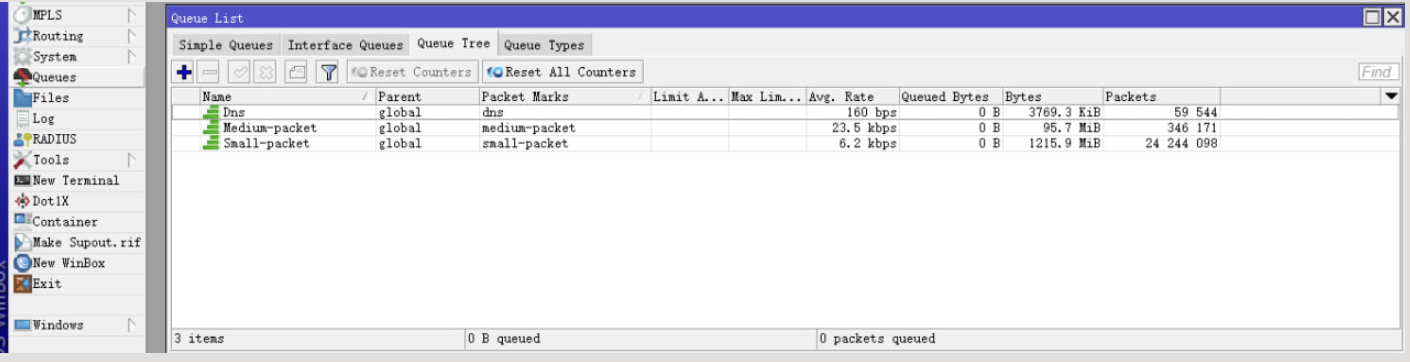 MPLS
Routing
System
Queues
Files
Log
RADIUS
Tools
New Terminal
Dot1X
Container
Make Supout.rif
New WinBox
Exit
Windows
Queue List
Simple Queues Interface Queues Queue Tree Queue Types
Reset Counters Reset All Counters Find
Name Parent Packet Marks Limit A... Max Lim... Avg. Rate Queued Bytes Bytes Packets
Dns global dns 160 bps 0 B 3769.3 KiB 59 544
Medium-packet global medium-packet 23.5 kbps 0 B 95.7 MiB 346 171
Small-packet global small-packet 6.2 kbps 0 B 1215.9 MiB 24 244 098
3 items 0 B queued 0 packets queued
WinBox